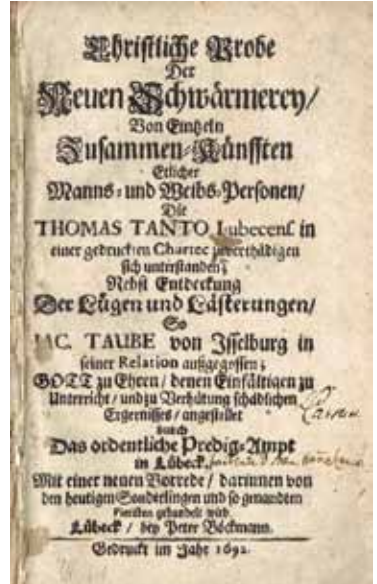 Christliche Probe
Der
Neuen Schwärmerey/
Von Eintzeln
Zusammen-Künfften
Etlicher
Manns- und Weibs-Personen/
Die
THOMAS TANTO Lubecens. in
einer gedruckten Chartec zuverthädigen
sich unterstanden;
Nebst Entdeckung
Der Lügen und Lästerungen/
So
JAC. TAUBE von Isselburg in
seiner Relation außgegossen;
GOTT zu Ehren/ denen Einfältigen zu
Unterricht/ und zu Verhütung schädlichen
Ergernisses/ angestellet
durch
Das ordentliche Predig-Ampt
in Lübeck.
Mit einer neuen Vorrede/ darinnen von
den heutigen Sonderlingen und so genandten
Pietisten gehandelt wird.
Lübeck/ bey Peter Böckmann.
Gedruckt im Jahr 1692.